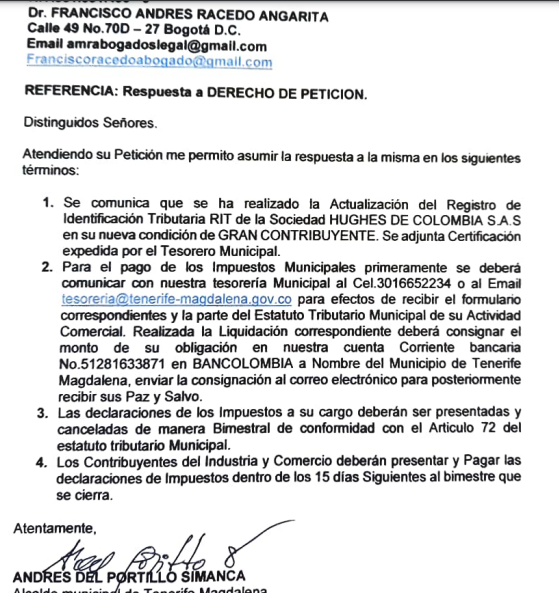 Dr. FRANCISCO ANDRES RACEDO ANGARITA
Calle 49 No.70D – 27 Bogotá D.C.
Email amrabogadoslegal@gmail.com
Franciscoracedoabogado@gmail.com
REFERENCIA: Respuesta a DERECHO DE PETICION.
Distinguidos Señores.
Atendiendo su Petición me permito asumir la respuesta a la misma en los siguientes
términos:
1. Se comunica que se ha realizado la Actualización del Registro de
Identificación Tributaria RIT de la Sociedad HUGHES DE COLOMBIA S.A.S
en su nueva condición de GRAN CONTRIBUYENTE. Se adjunta Certificación
expedida por el Tesorero Municipal.
2. Para el pago de los Impuestos Municipales primeramente se deberá
comunicar con nuestra tesorería Municipal al Cel.3016652234 o al Email
tesoreria@tenerife-magdalena.gov.co para efectos de recibir el formulario
correspondientes y la parte del Estatuto Tributario Municipal de su Actividad
Comercial. Realizada la Liquidación correspondiente deberá consignar el
monto de su obligación en nuestra cuenta Corriente bancaria
No.51281633871 en BANCOLOMBIA a Nombre del Municipio de Tenerife
Magdalena, enviar la consignación al correo electrónico para posteriormente
recibir sus Paz y Salvo.
3. Las declaraciones de los Impuestos a su cargo deberán ser presentadas y
canceladas de manera Bimestral de conformidad con el Articulo 72 del
estatuto tributario Municipal.
4. Los Contribuyentes del Industria y Comercio deberán presentar y Pagar las
declaraciones de Impuestos dentro de los 15 días Siguientes al bimestre que
se cierra.
Atentamente,
ANDRES DEL PORTILLO SIMANCA
Alcalde municipal de Tenerife Magdalena